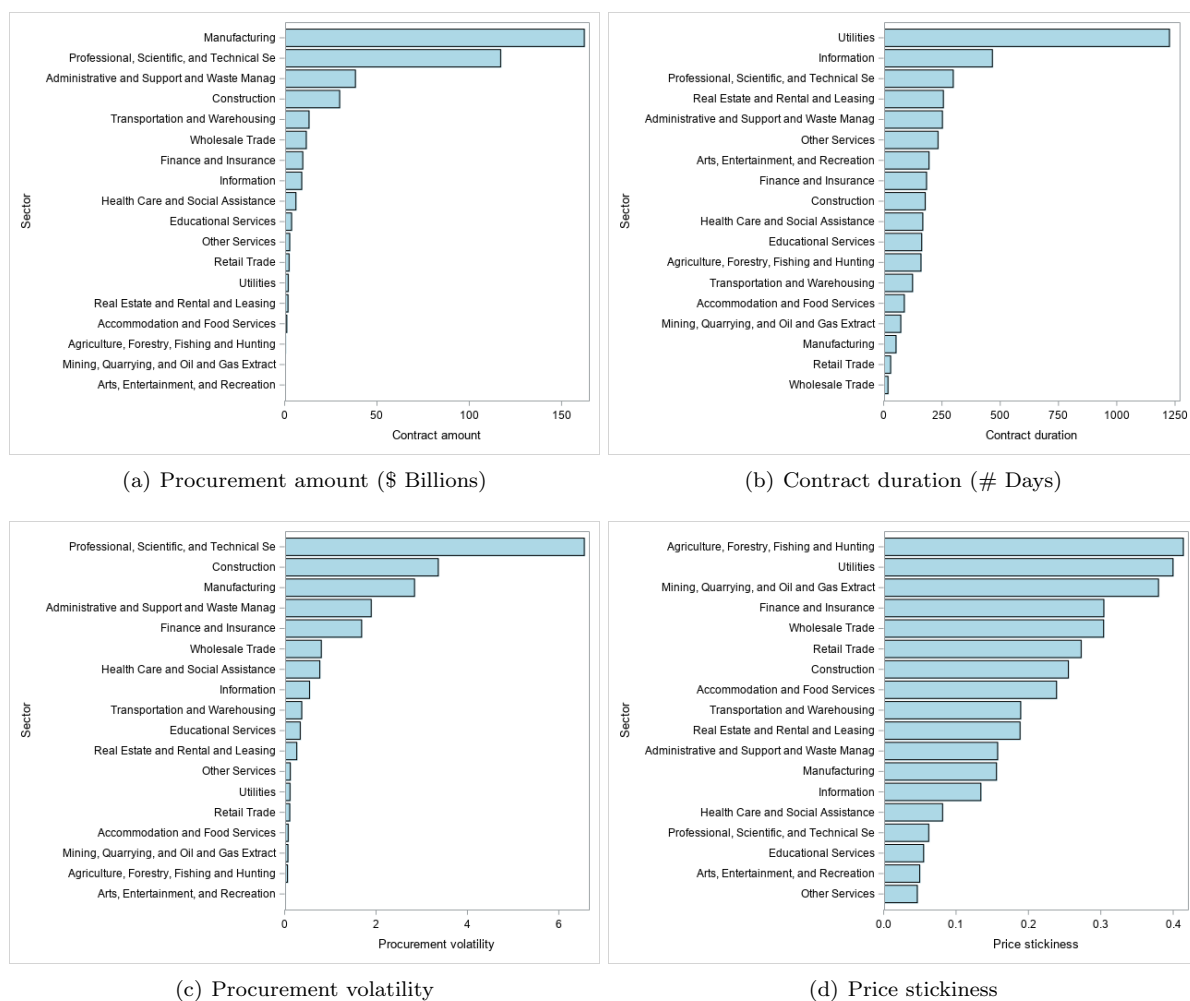 Sector
Manufacturing
Professional, Scientific, and Technical Se
Administrative and Support and Waste Manag
Construction
Transportation and Warehousing
Wholesale Trade
Finance and Insurance
Information
Health Care and Social Assistance
Educational Services
Other Services
Retail Trade
Utilities
Real Estate and Rental and Leasing
Accommodation and Food Services
Agriculture, Forestry, Fishing and Hunting
Mining, Quarrying, and Oil and Gas Extract
Arts, Entertainment, and Recreation
0 50 100 150
Contract amount
(a) Procurement amount ($ Billions)
Sector
Utilities
Information
Professional, Scientific, and Technical Se
Real Estate and Rental and Leasing
Administrative and Support and Waste Manag
Other Services
Arts, Entertainment, and Recreation
Finance and Insurance
Construction
Health Care and Social Assistance
Educational Services
Agriculture, Forestry, Fishing and Hunting
Transportation and Warehousing
Accommodation and Food Services
Mining, Quarrying, and Oil and Gas Extract
Manufacturing
Retail Trade
Wholesale Trade
0 250 500 750 1000 1250
Contract duration
(b) Contract duration (# Days)
Sector
Professional, Scientific, and Technical Se
Construction
Manufacturing
Administrative and Support and Waste Manag
Finance and Insurance
Wholesale Trade
Health Care and Social Assistance
Information
Transportation and Warehousing
Educational Services
Real Estate and Rental and Leasing
Other Services
Utilities
Retail Trade
Accommodation and Food Services
Mining, Quarrying, and Oil and Gas Extract
Agriculture, Forestry, Fishing and Hunting
Arts, Entertainment, and Recreation
0 2 4 6
Procurement volatility
(c) Procurement volatility
Sector
Agriculture, Forestry, Fishing and Hunting
Utilities
Mining, Quarrying, and Oil and Gas Extract
Finance and Insurance
Wholesale Trade
Retail Trade
Construction
Accommodation and Food Services
Transportation and Warehousing
Real Estate and Rental and Leasing
Administrative and Support and Waste Manag
Manufacturing
Information
Health Care and Social Assistance
Professional, Scientific, and Technical Se
Educational Services
Arts, Entertainment, and Recreation
Other Services
0.0 0.1 0.2 0.3 0.4
Price stickiness
(d) Price stickiness